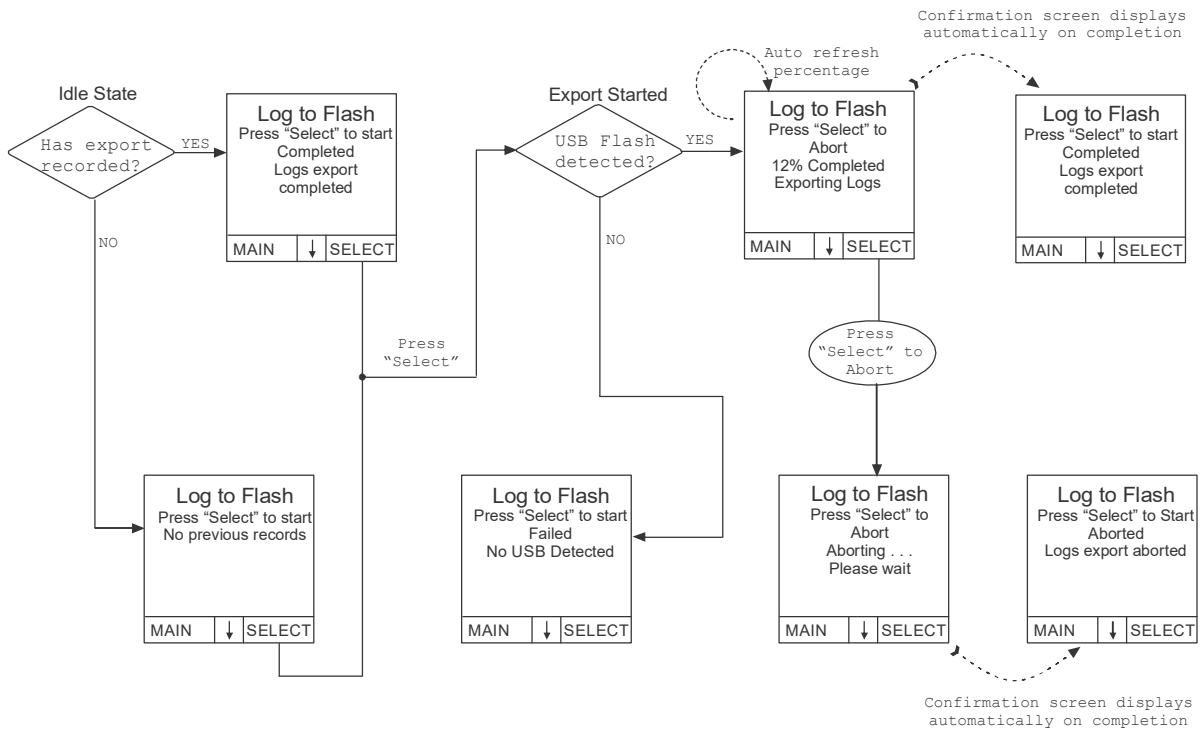 Confirmation screen displays
automatically on completion
Auto refresh
percentage
Idle State
Has export
recorded?
YES
NO
Log to Flash
Press “Select” to start
Completed
Logs export
completed
MAIN ↓ SELECT
Press
“Select”
Export Started
USB Flash
detected?
YES
NO
Log to Flash
Press “Select” to
Abort
12% Completed
Exporting Logs
MAIN ↓ SELECT
Log to Flash
Press “Select” to start
Completed
Logs export
completed
MAIN ↓ SELECT
Press
“Select” to
Abort
Log to Flash
Press “Select” to start
No previous records
MAIN ↓ SELECT
Log to Flash
Press “Select” to start
Failed
No USB Detected
MAIN ↓ SELECT
Log to Flash
Press “Select” to
Abort
Aborting . . .
Please wait
MAIN ↓ SELECT
Log to Flash
Press “Select” to Start
Aborted
Logs export aborted
MAIN ↓ SELECT
Confirmation screen displays
automatically on completion